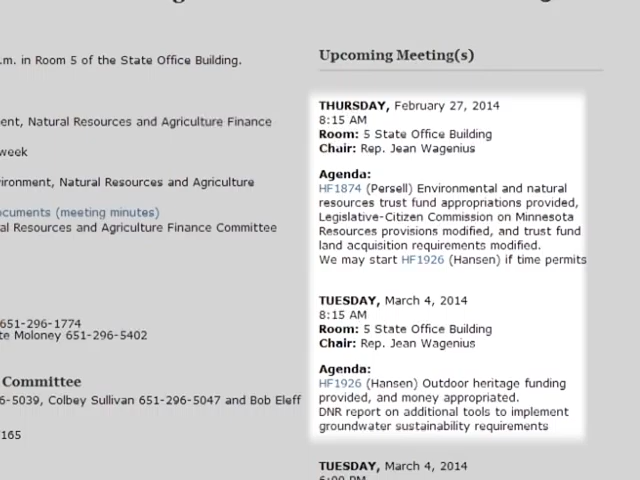 .m. in Room 5 of the State Office Building.
ent, Natural Resources and Agriculture Finance
week
ironment, Natural Resources and Agriculture
ocuments (meeting minutes)
al Resources and Agriculture Finance Committee
651-296-1774
te Moloney 651-296-5402
Committee
6-5039, Colbey Sullivan 651-296-5047 and Bob Eleff
165
Upcoming Meeting(s)
THURSDAY, February 27, 2014
8:15 AM
Room: 5 State Office Building
Chair: Rep. Jean Wagenius
Agenda:
HF1874 (Persell) Environmental and natural
resources trust fund appropriations provided,
Legislative-Citizen Commission on Minnesota
Resources provisions modified, and trust fund
land acquisition requirements modified.
We may start HF1926 (Hansen) if time permits
TUESDAY, March 4, 2014
8:15 AM
Room: 5 State Office Building
Chair: Rep. Jean Wagenius
Agenda:
HF1926 (Hansen) Outdoor heritage funding
provided, and money appropriated.
DNR report on additional tools to implement
groundwater sustainability requirements
TUESDAY, March 4, 2014
6:00 PM